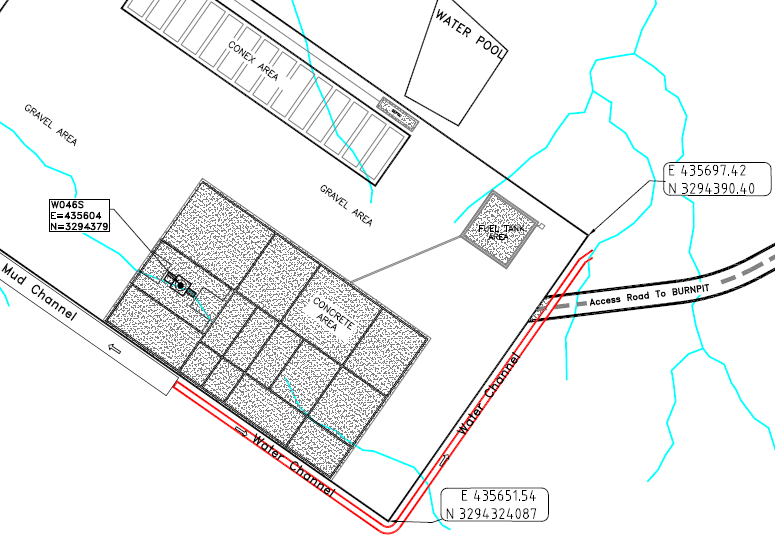 WATER POOL
CONEX AREA
GRAVEL AREA
E 435697.42
N 3294390.40
GRAVEL AREA
W046S
E=435604
N=3294379
FUEL TANK
AREA
Mud Channel
CONCRETE
AREA
Access Road To BURNPIT
Water Channel
Water Channel
E 435651.54
N 3294324087